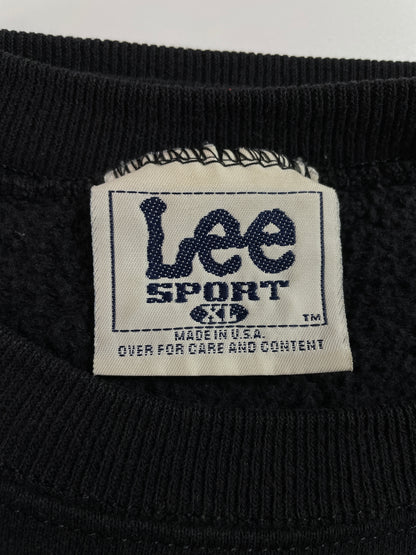 Lee
SPORT
XL
TM
MADE IN U.S.A.
OVER FOR CARE AND CONTENT